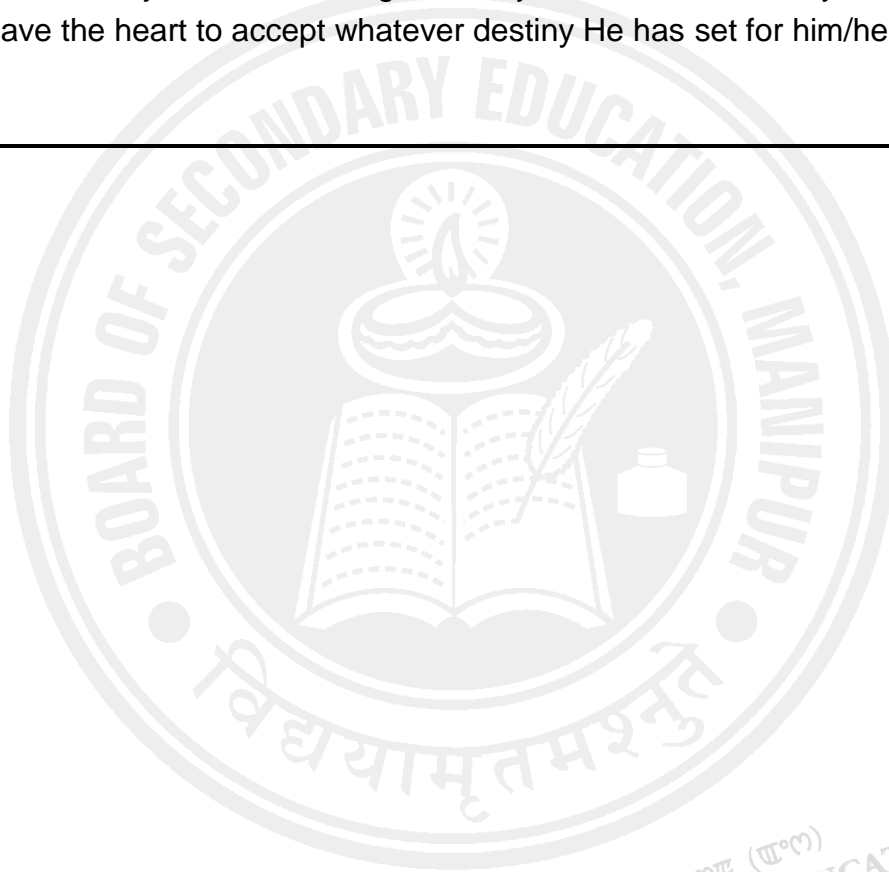 ave the heart to accept whatever destiny He has set for him/he
BOARD OF SECONDARY EDUCATION, MANIPUR
विद्ययामृतमश्नुते